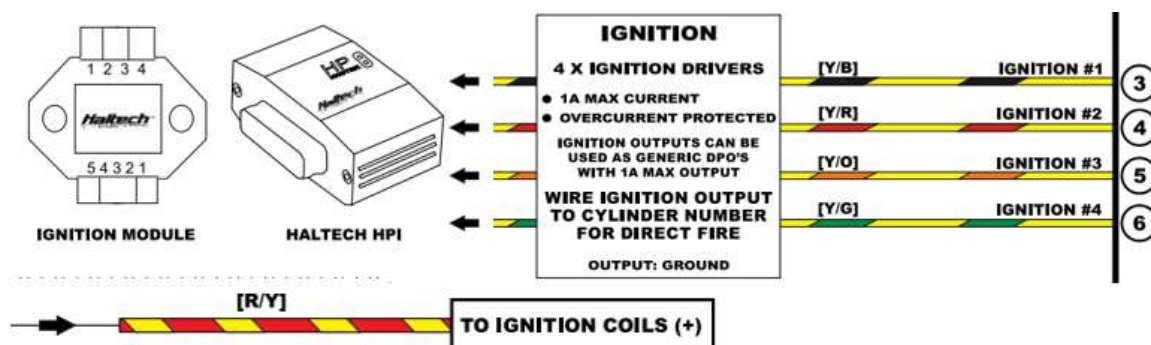 1 2 3 4
Haltech
5 4 3 2 1
IGNITION MODULE
HP
Haltech
HALTECH HPI
IGNITION
4 X IGNITION DRIVERS
● 1A MAX CURRENT
● OVERCURRENT PROTECTED
IGNITION OUTPUTS CAN BE
USED AS GENERIC DPO'S
WITH 1A MAX OUTPUT
WIRE IGNITION OUTPUT
TO CYLINDER NUMBER
FOR DIRECT FIRE
OUTPUT: GROUND
[Y/B] IGNITION #1 3
[Y/R] IGNITION #2 4
[Y/O] IGNITION #3 5
[Y/G] IGNITION #4 6
[R/Y]
TO IGNITION COILS (+)